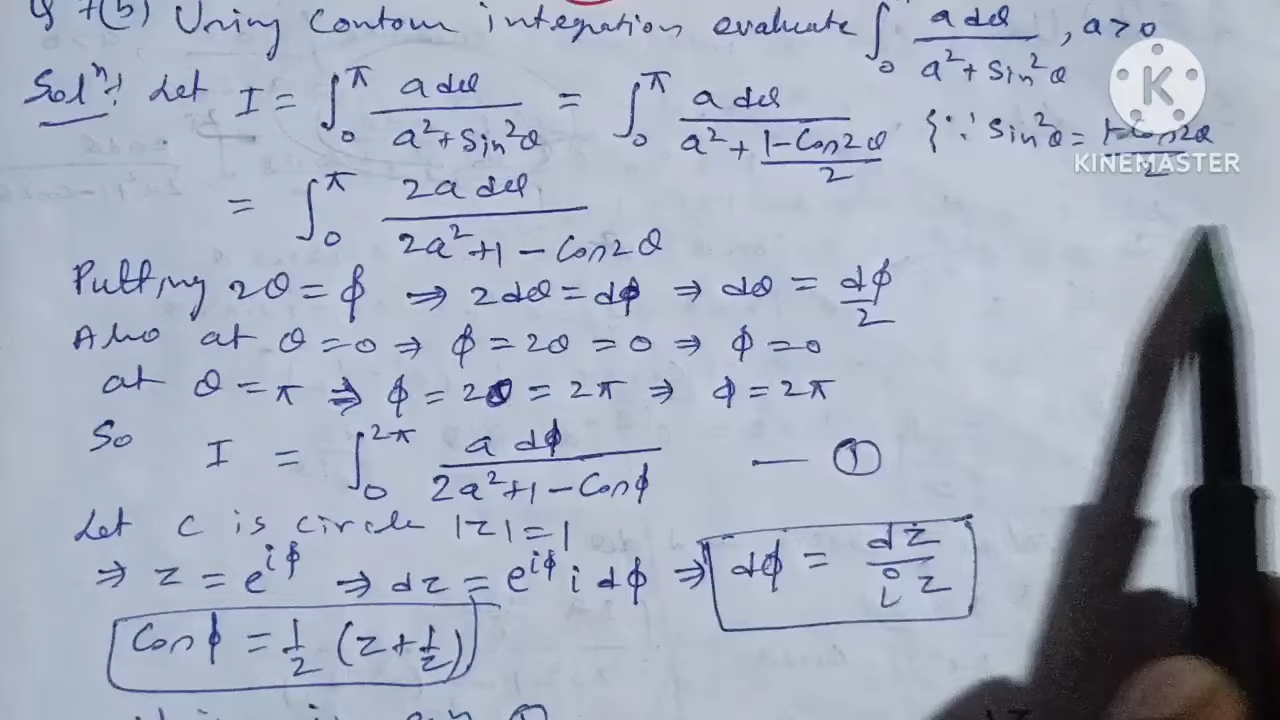 Q 7(b) Using Contour integration evaluate ∫₀ a dθ / a² + Sin²θ , a > 0
Solⁿ: Let I = ∫₀^π a dθ / a² + Sin²θ = ∫₀^π a dθ / a² + 1 - Cos2θ / 2 {∵ Sin²θ = 1 - Cos2θ / 2
KINEMASTER
= ∫₀^π 2a dθ / 2a² + 1 - Cos2θ
Putting 2θ = ϕ ⇒ 2dθ = dϕ ⇒ dθ = dϕ / 2
Also at θ = 0 ⇒ ϕ = 2θ = 0 ⇒ ϕ = 0
at θ = π ⇒ ϕ = 2θ = 2π ⇒ ϕ = 2π
So I = ∫₀^2π a dϕ / 2a² + 1 - Cosϕ — ①
Let C is circle |z| = 1
⇒ z = e^iϕ ⇒ dz = e^iϕ i dϕ ⇒ dϕ = dz / i z
Cosϕ = 1/2 (z + 1/z)